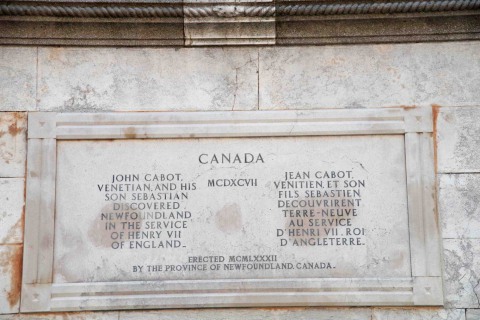 CANADA
MCDXCVII
JOHN CABOT,
VENETIAN, AND HIS
SON SEBASTIAN
DISCOVERED
NEWFOUNDLAND
IN THE SERVICE
OF HENRY VII
OF ENGLAND_
JEAN CABOT,
VENITIEN, ET SON
FILS SEBASTIEN,
DECOUVRIRENT
TERRE-NEUVE
AU SERVICE
D'HENRI VII, ROI
D'ANGLETERRE.
ERECTED MCMLXXXII
BY THE PROVINCE OF NEWFOUNDLAND, CANADA_